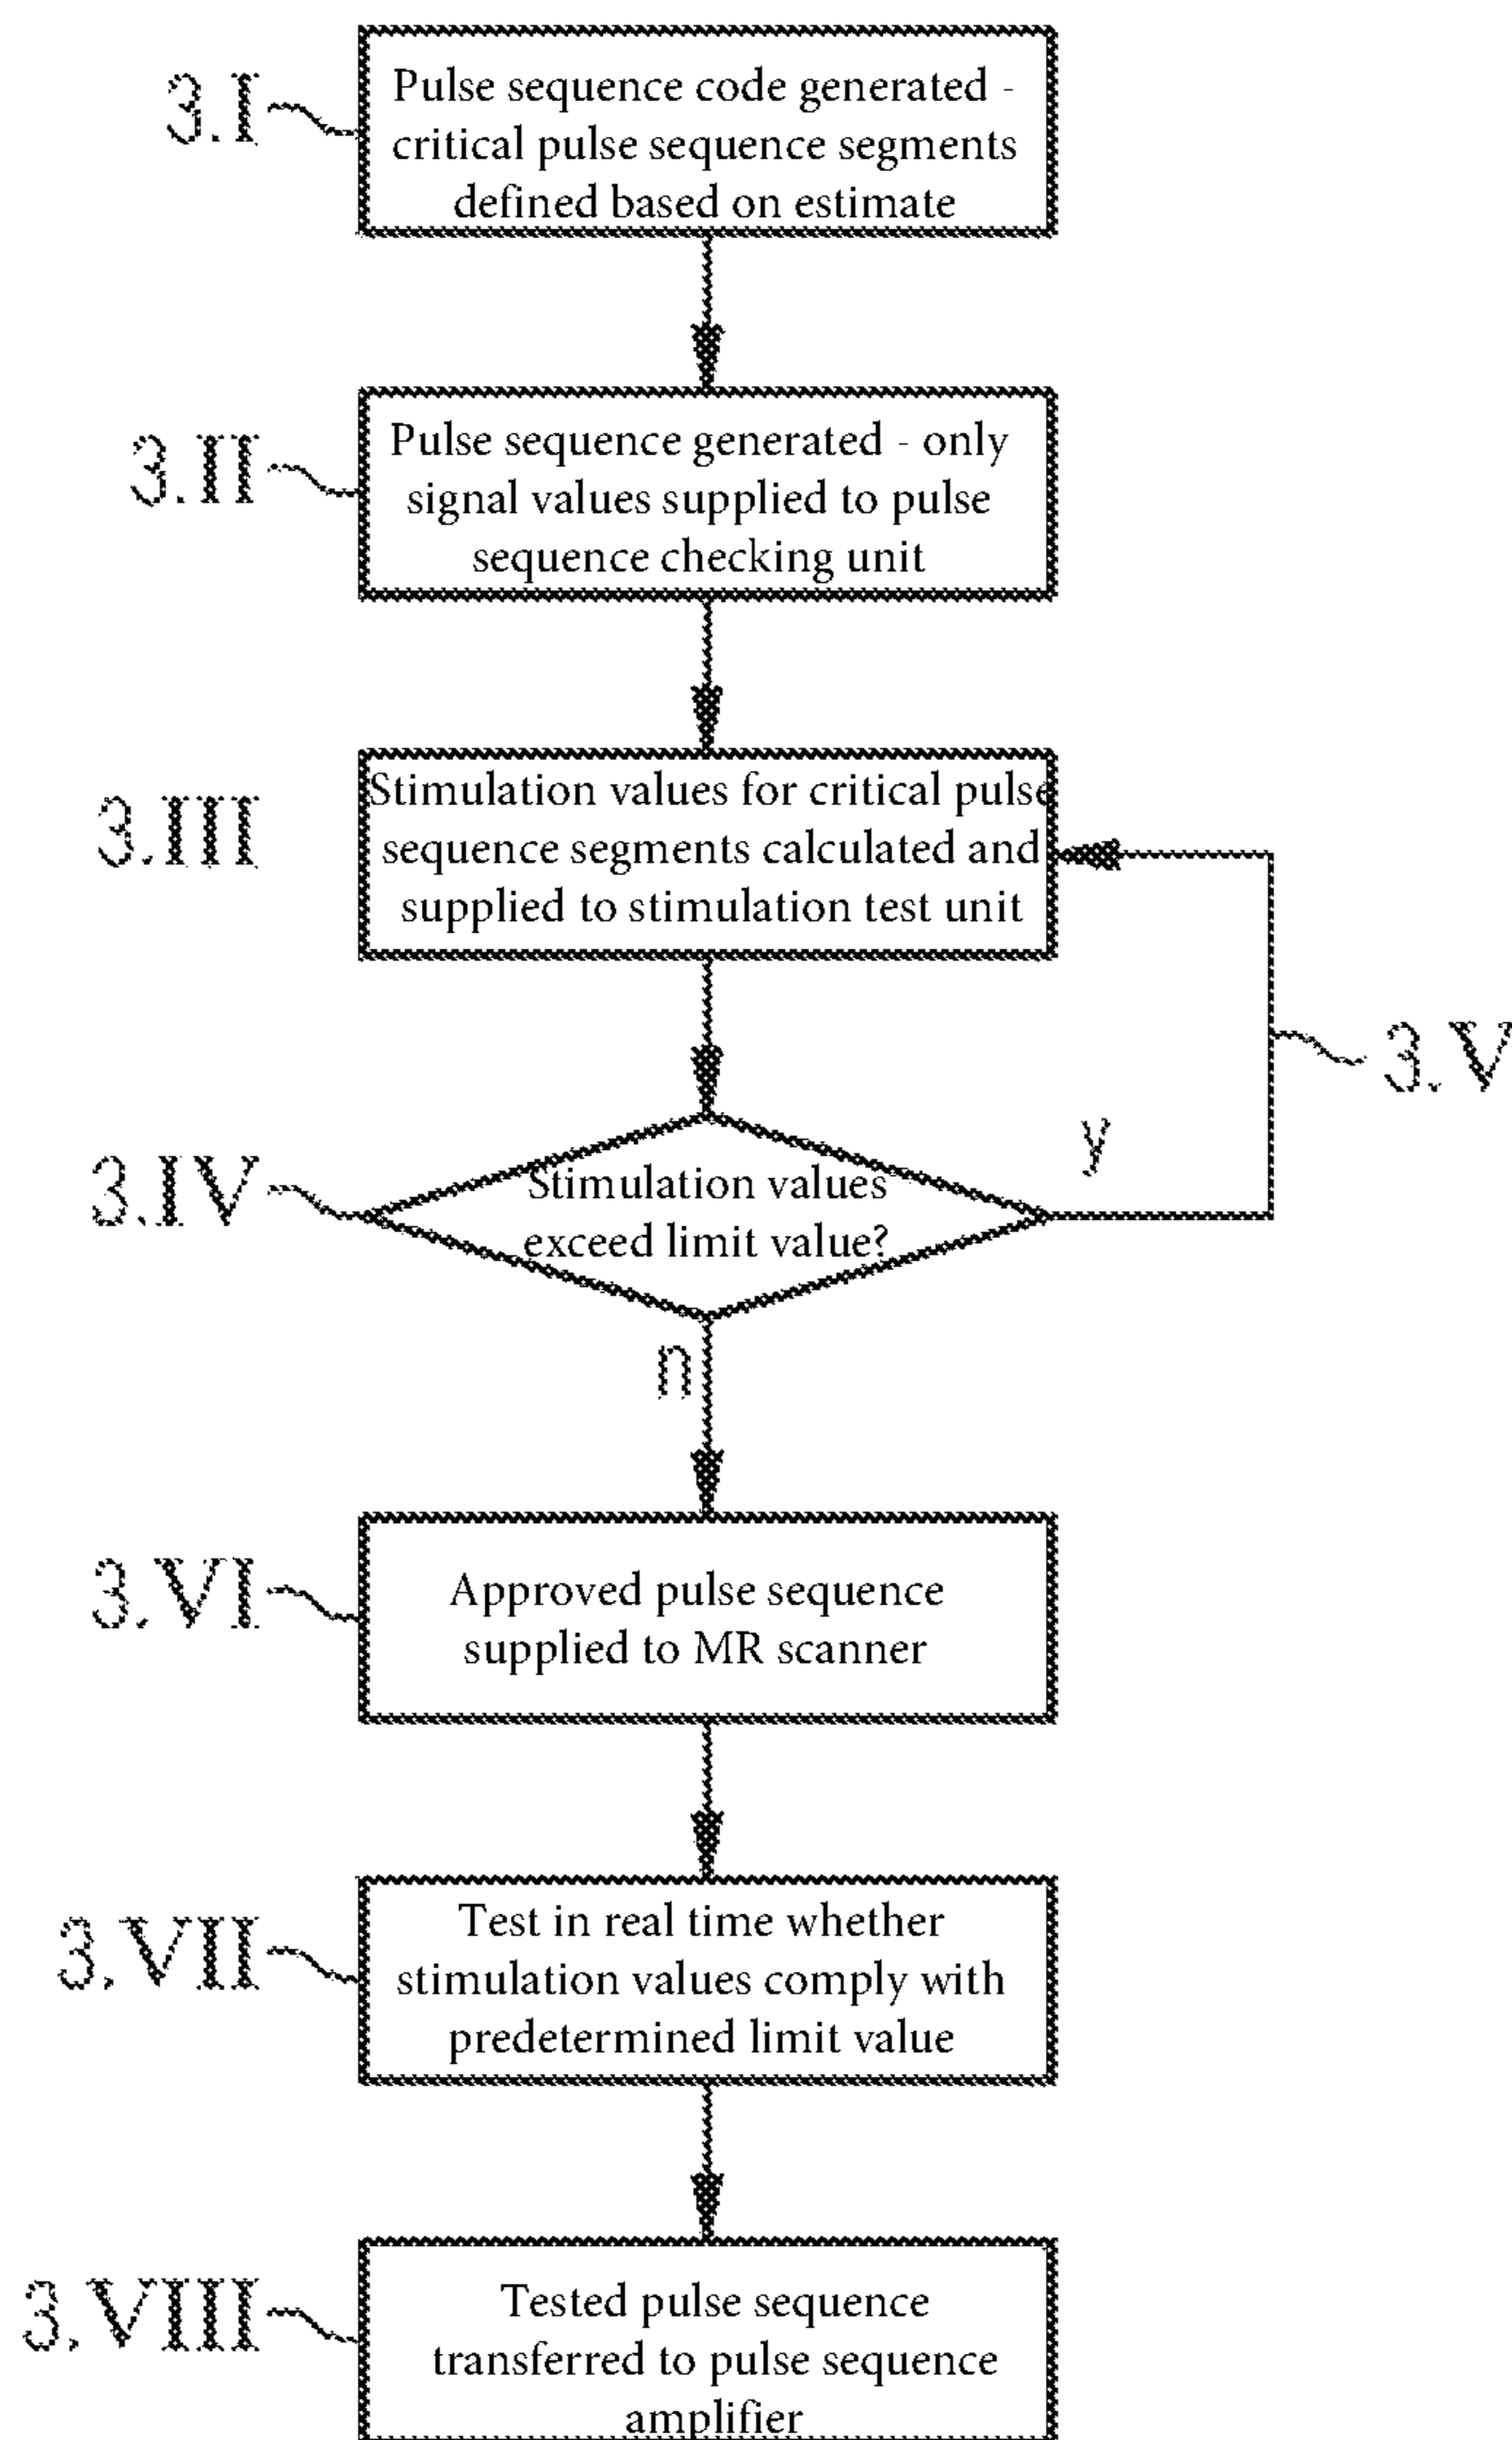 3.I
Pulse sequence code generated -
critical pulse sequence segments
defined based on estimate
3.II
Pulse sequence generated - only
signal values supplied to pulse
sequence checking unit
3.III
Stimulation values for critical pulse
sequence segments calculated and
supplied to stimulation test unit
3.V
y
3.IV
Stimulation values
exceed limit value?
n
3.VI
Approved pulse sequence
supplied to MR scanner
3.VII
Test in real time whether
stimulation values comply with
predetermined limit value
3.VIII
Tested pulse sequence
transferred to pulse sequence
amplifier